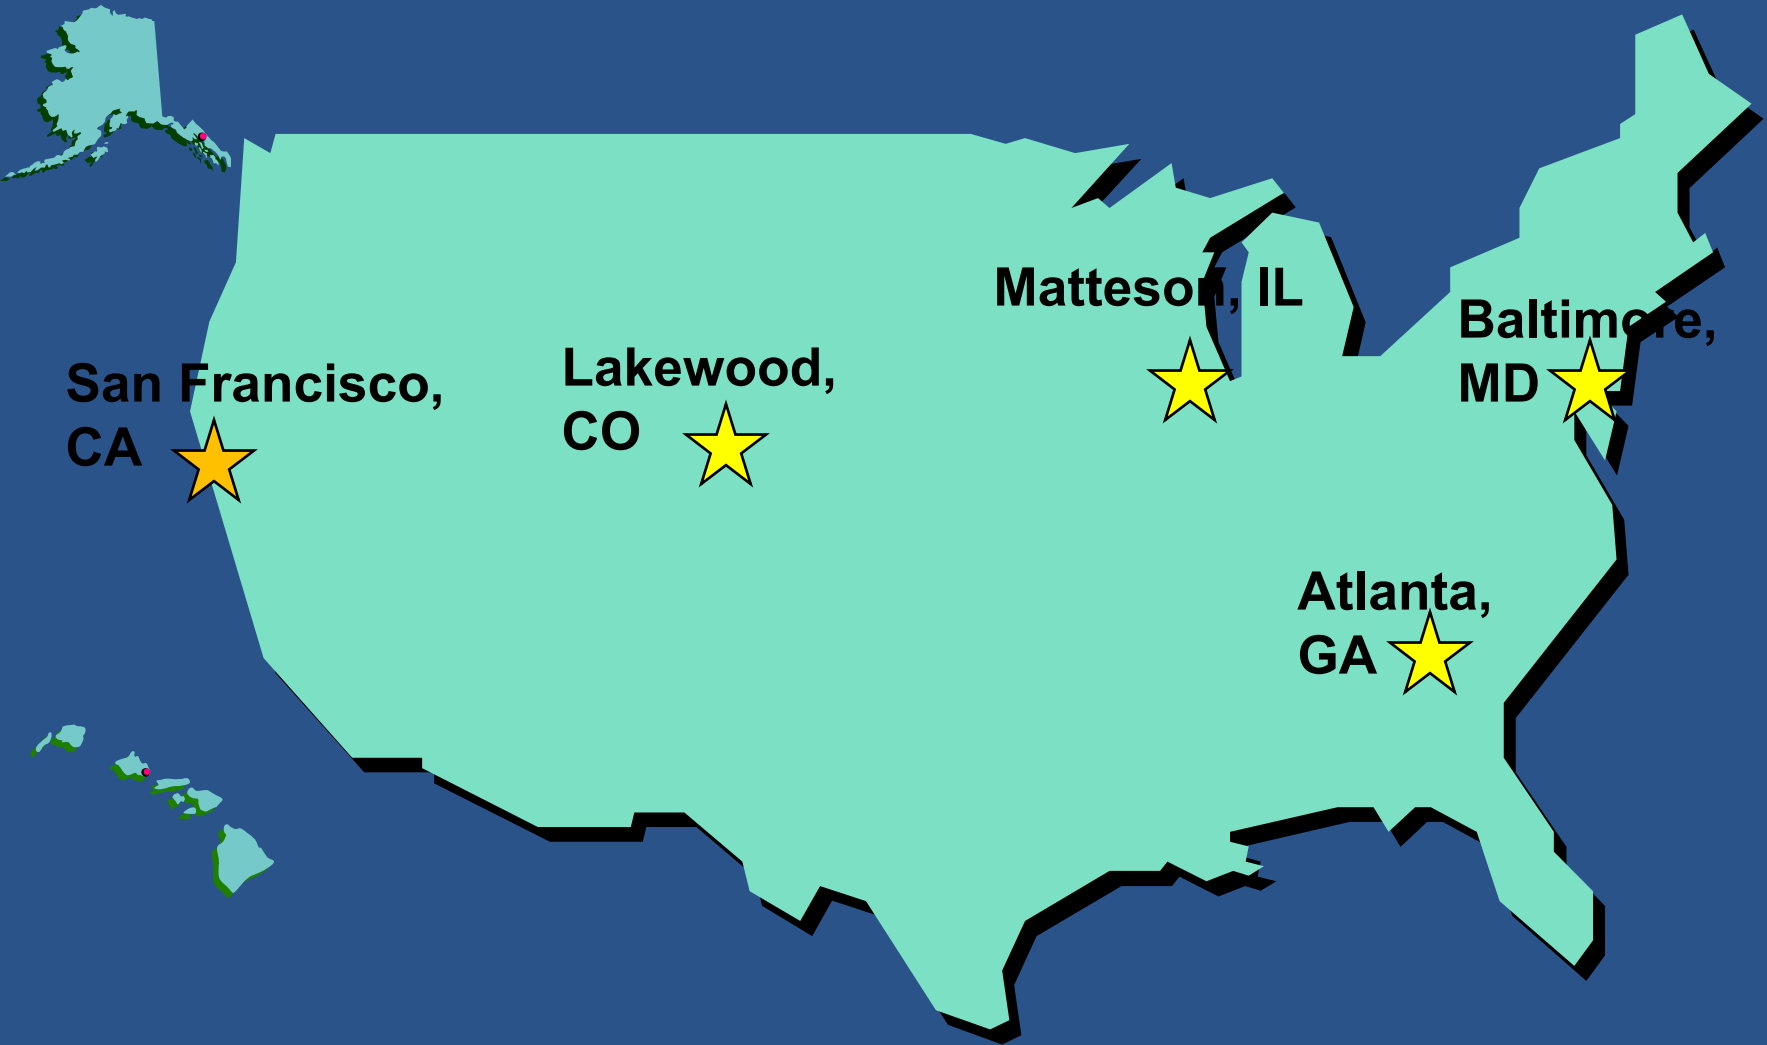 Matteson, IL
Baltimore,
MD
Lakewood,
CO
San Francisco,
CA
Atlanta,
GA